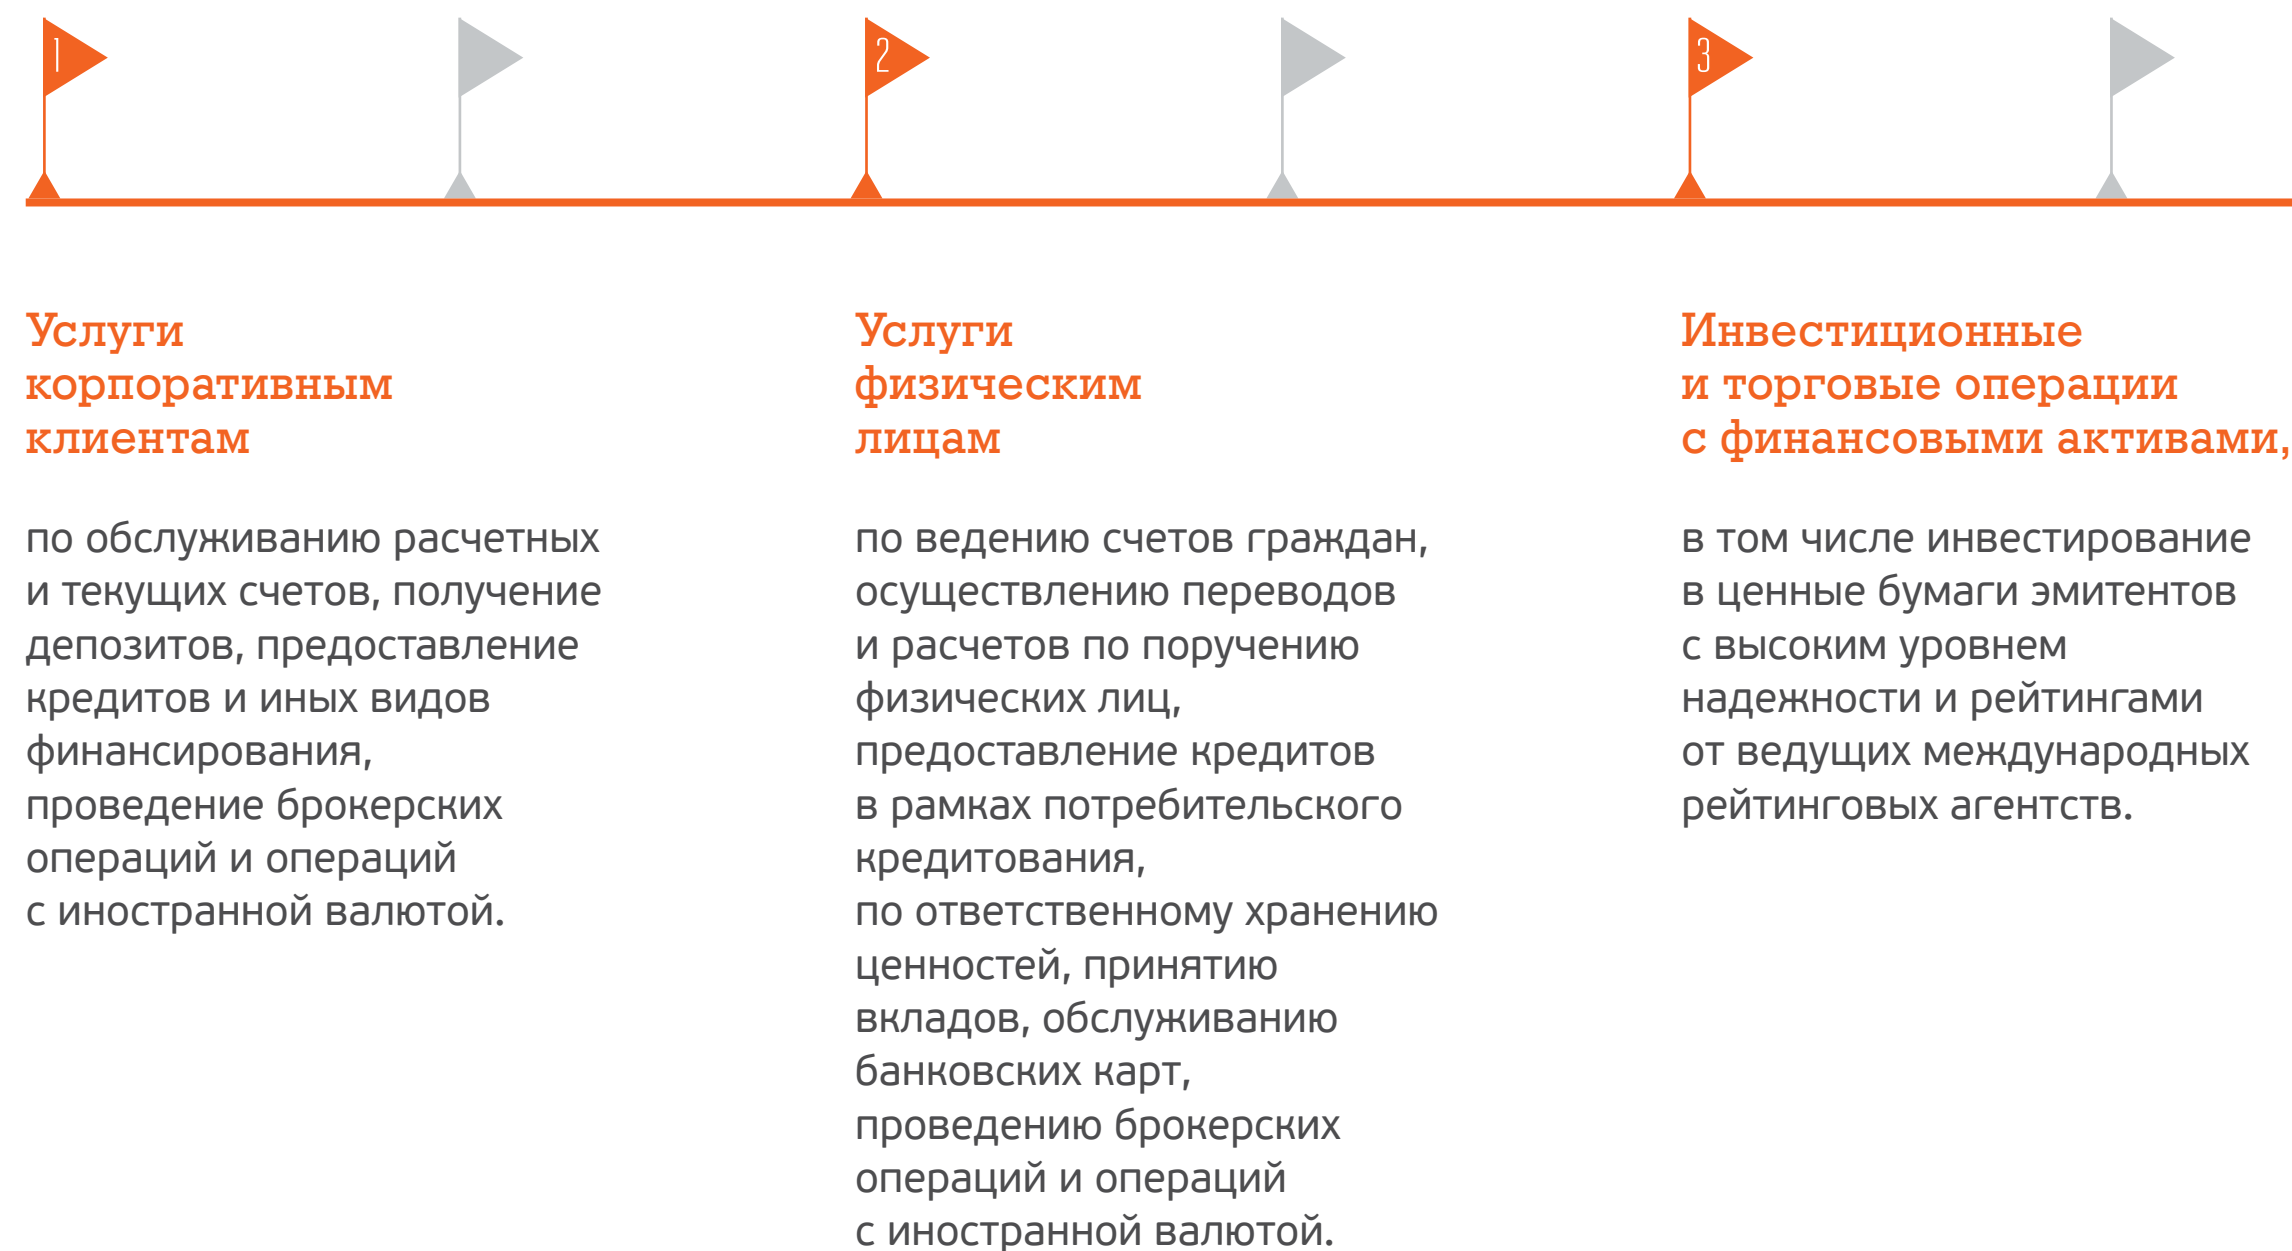 1
2
3
Услуги
корпоративным
клиентам
по обслуживанию расчетных
и текущих счетов, получение
депозитов, предоставление
кредитов и иных видов
финансирования,
проведение брокерских
операций и операций
с иностранной валютой.
Услуги
физическим
лицам
по ведению счетов граждан,
осуществлению переводов
и расчетов по поручению
физических лиц,
предоставление кредитов
в рамках потребительского
кредитования,
по ответственному хранению
ценностей, принятию
вкладов, обслуживанию
банковских карт,
проведению брокерских
операций и операций
с иностранной валютой.
Инвестиционные
и торговые операции
с финансовыми активами,
в том числе инвестирование
в ценные бумаги эмитентов
с высоким уровнем
надежности и рейтингами
от ведущих международных
рейтинговых агентств.